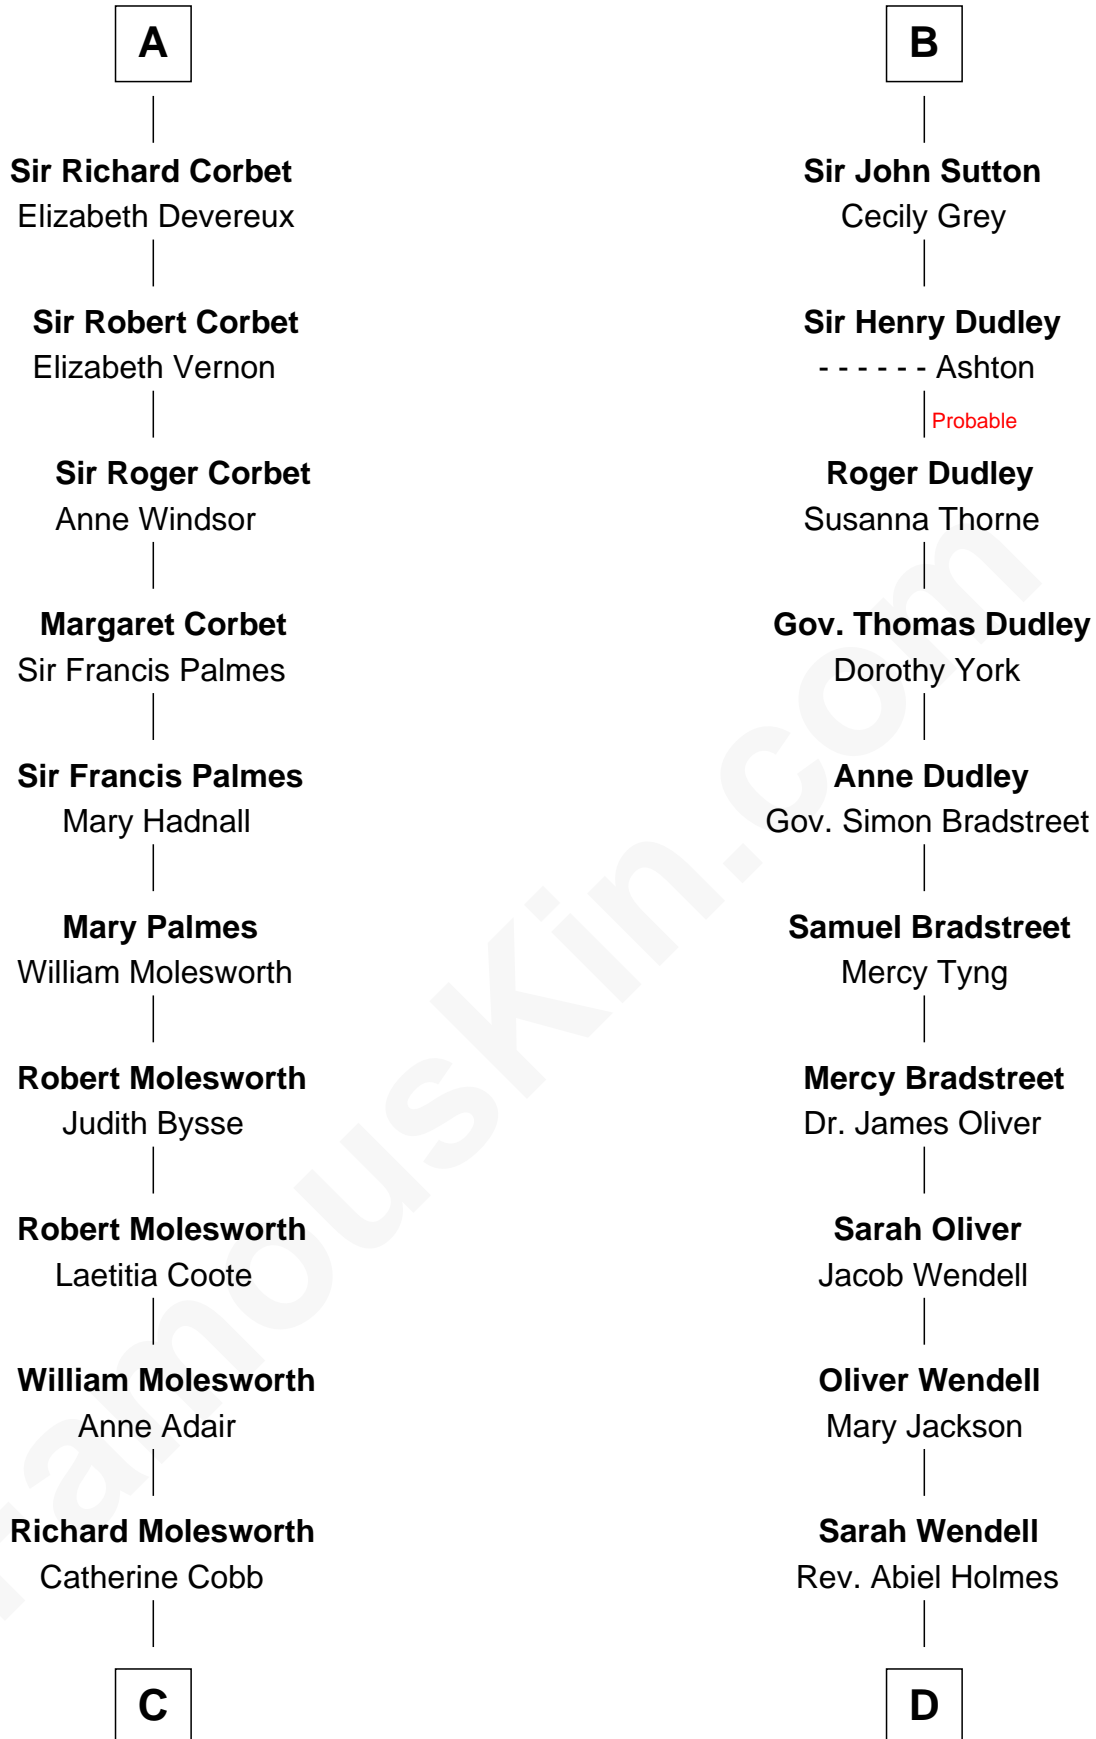 A
Sir Richard Corbet
Elizabeth Devereux
Sir Robert Corbet
Elizabeth Vernon
Sir Roger Corbet
Anne Windsor
Margaret Corbet
Sir Francis Palmes
Sir Francis Palmes
Mary Hadnall
Mary Palmes
William Molesworth
Robert Molesworth
Judith Bysse
Robert Molesworth
Laetitia Coote
William Molesworth
Anne Adair
Richard Molesworth
Catherine Cobb
C
B
Sir John Sutton
Cecily Grey
Sir Henry Dudley
- - - - - - Ashton
Probable
Roger Dudley
Susanna Thorne
Gov. Thomas Dudley
Dorothy York
Anne Dudley
Gov. Simon Bradstreet
Samuel Bradstreet
Mercy Tyng
Mercy Bradstreet
Dr. James Oliver
Sarah Oliver
Jacob Wendell
Oliver Wendell
Mary Jackson
Sarah Wendell
Rev. Abiel Holmes
D
FamousKin.com